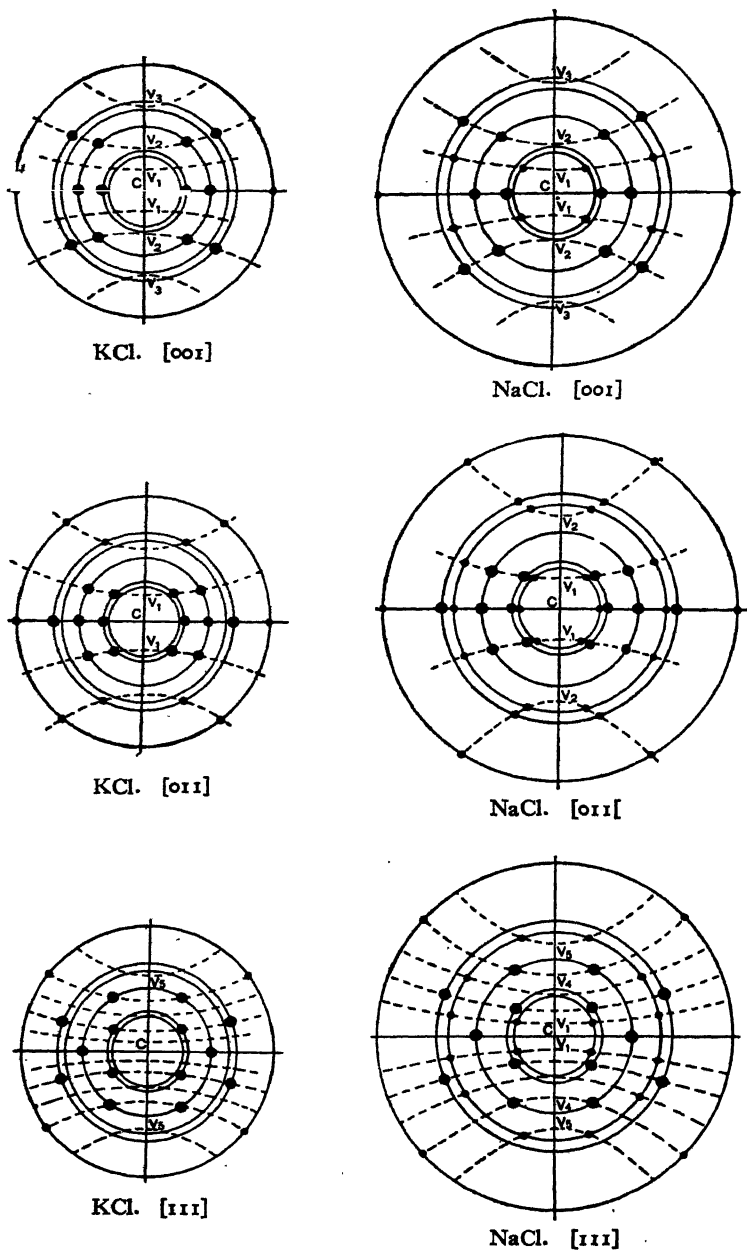 V₃
V₂
V₁
C
V₁
V₂
V₃
KCl. [001]
V₃
V₂
V₁
C
V₁
V₂
V₃
NaCl. [001]
V₁
C
V₁
KCl. [011]
V₂
V₁
C
V₁
V₂
NaCl. [011[
V₅
C
V₅
KCl. [111]
V₅
V₄
V₁
C
V₁
V₄
V₅
NaCl. [111]